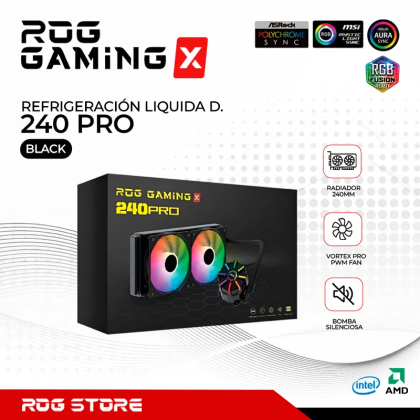 ROG
GAMING X
REFRIGERACIÓN LIQUIDA D.
240 PRO
BLACK
ASRock
POLYCHROME
SYNC
RGB
msi
MYSTIC
LIGHT
SYNC
AURA
SYNC
RGB
FUSION
READY
ROG GAMING X
240PRO
RADIADOR
240MM
VORTEX PRO
PWM FAN
BOMBA
SILENCIOSA
ROG STORE
intel
AMD